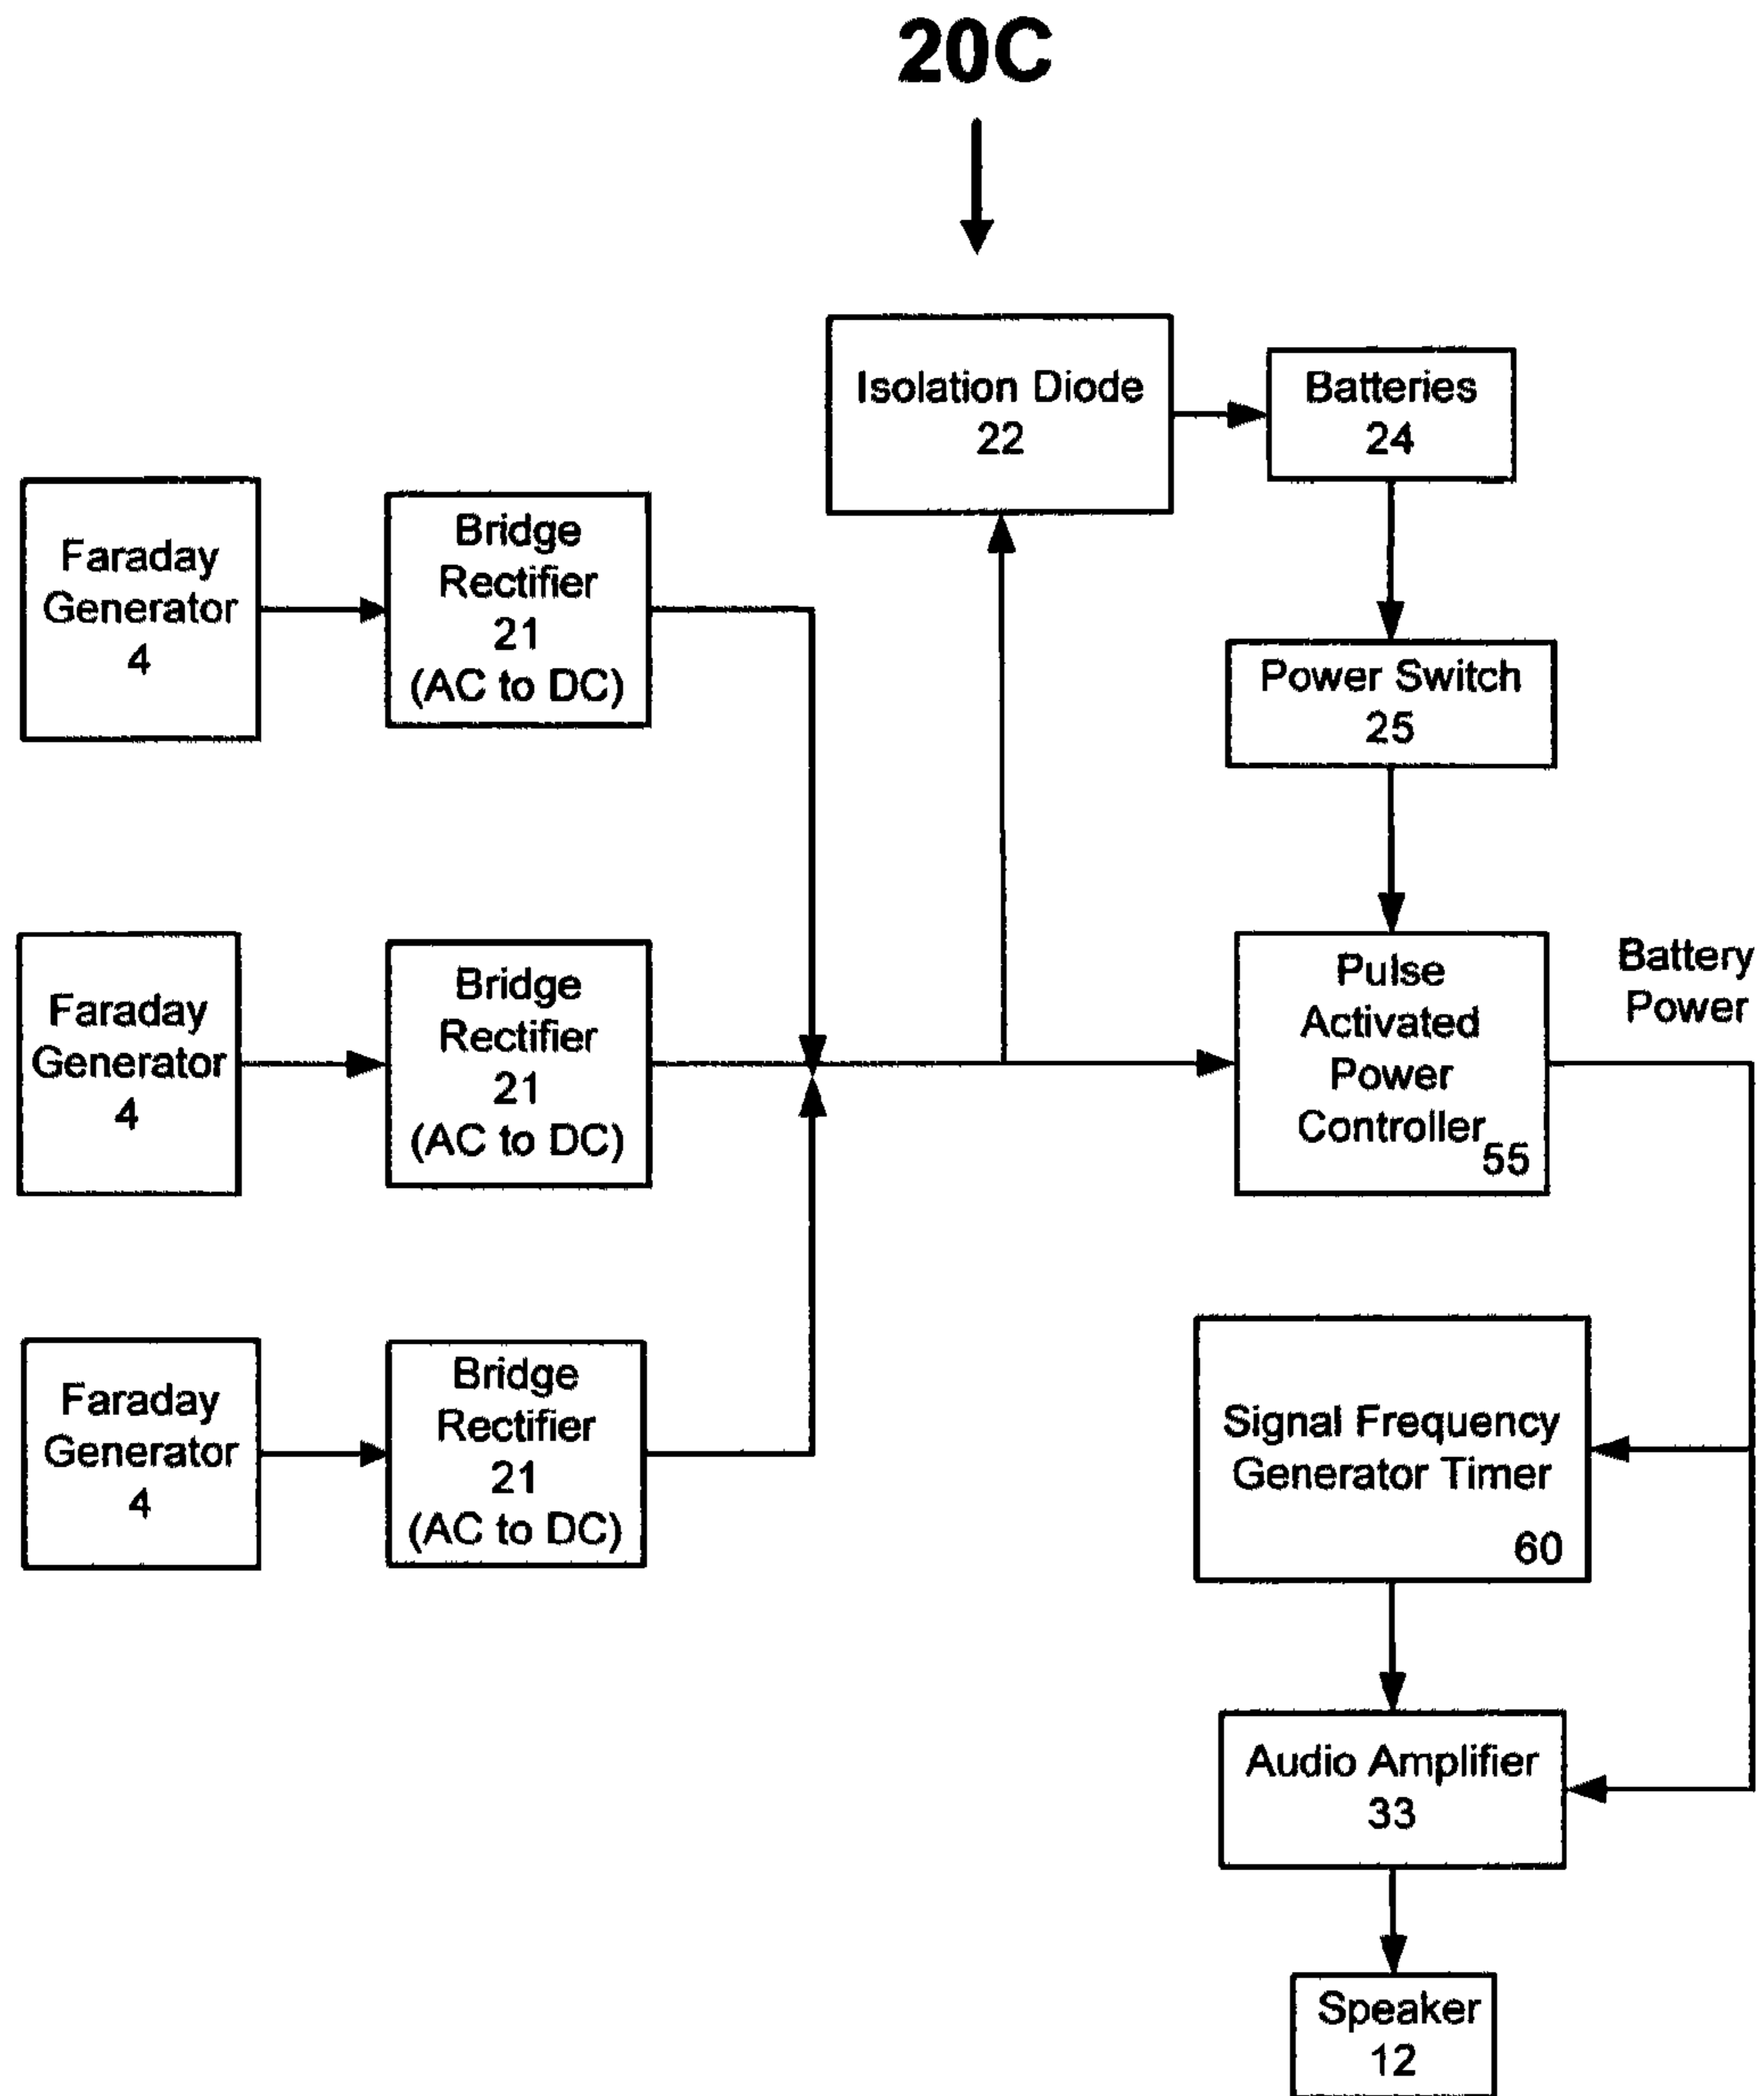 20C
Isolation Diode
22
Batteries
24
Faraday
Generator
4
Bridge
Rectifier
21
(AC to DC)
Power Switch
25
Faraday
Generator
4
Bridge
Rectifier
21
(AC to DC)
Pulse
Activated
Power
Controller
55
Battery
Power
Faraday
Generator
4
Bridge
Rectifier
21
(AC to DC)
Signal Frequency
Generator Timer
60
Audio Amplifier
33
Speaker
12